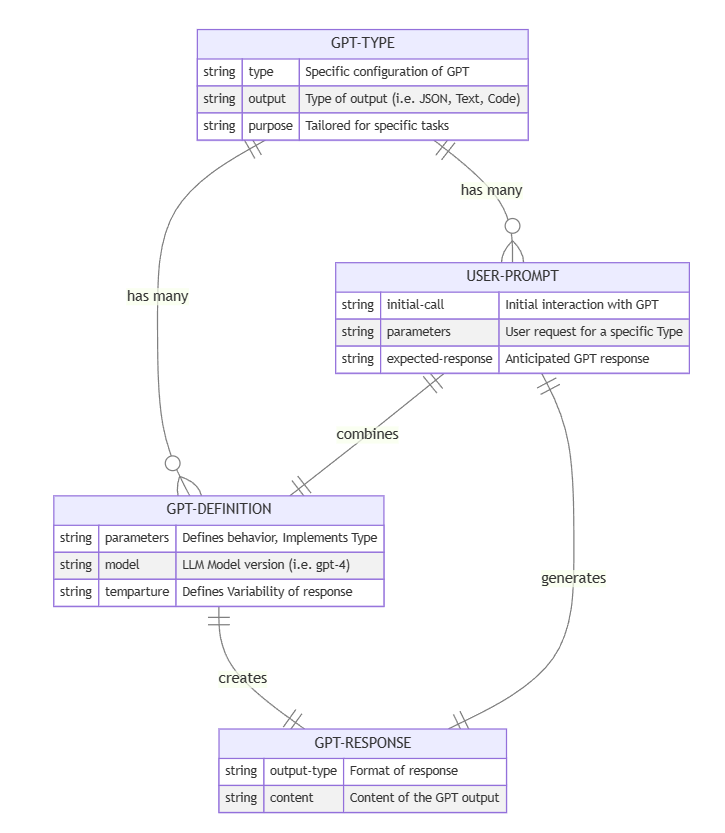 GPT-TYPE
string type Specific configuration of GPT
string output Type of output (i.e. JSON, Text, Code)
string purpose Tailored for specific tasks
has many
has many
USER-PROMPT
string initial-call Initial interaction with GPT
string parameters User request for a specific Type
string expected-response Anticipated GPT response
combines
GPT-DEFINITION
string parameters Defines behavior, Implements Type
string model LLM Model version (i.e. gpt-4)
string temparture Defines Variability of response
generates
creates
GPT-RESPONSE
string output-type Format of response
string content Content of the GPT output